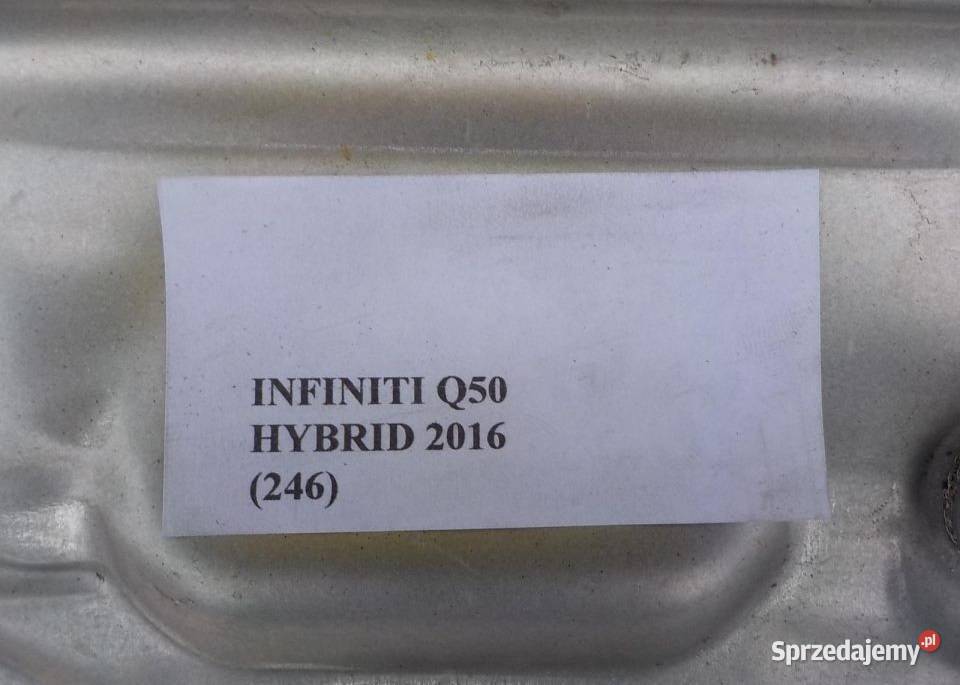 INFINITI Q50
HYBRID 2016
(246)
Sprzedajemy.pl